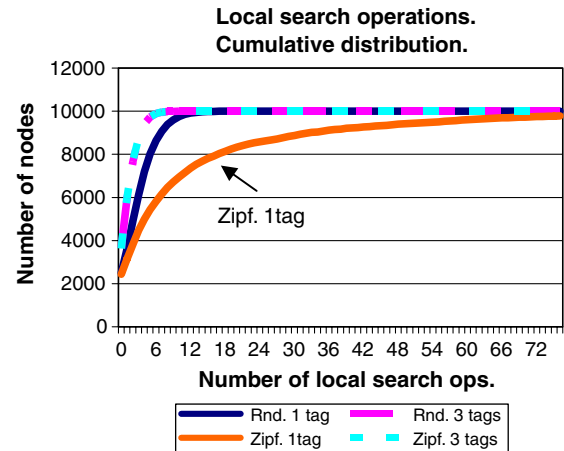 Local search operations.
Cumulative distribution.
12000
10000
8000
6000
4000
2000
0
Number of nodes
Zipf. 1tag
0 6 12 18 24 30 36 42 48 54 60 66 72
Number of local search ops.
Rnd. 1 tag Rnd. 3 tags
Zipf. 1tag Zipf. 3 tags